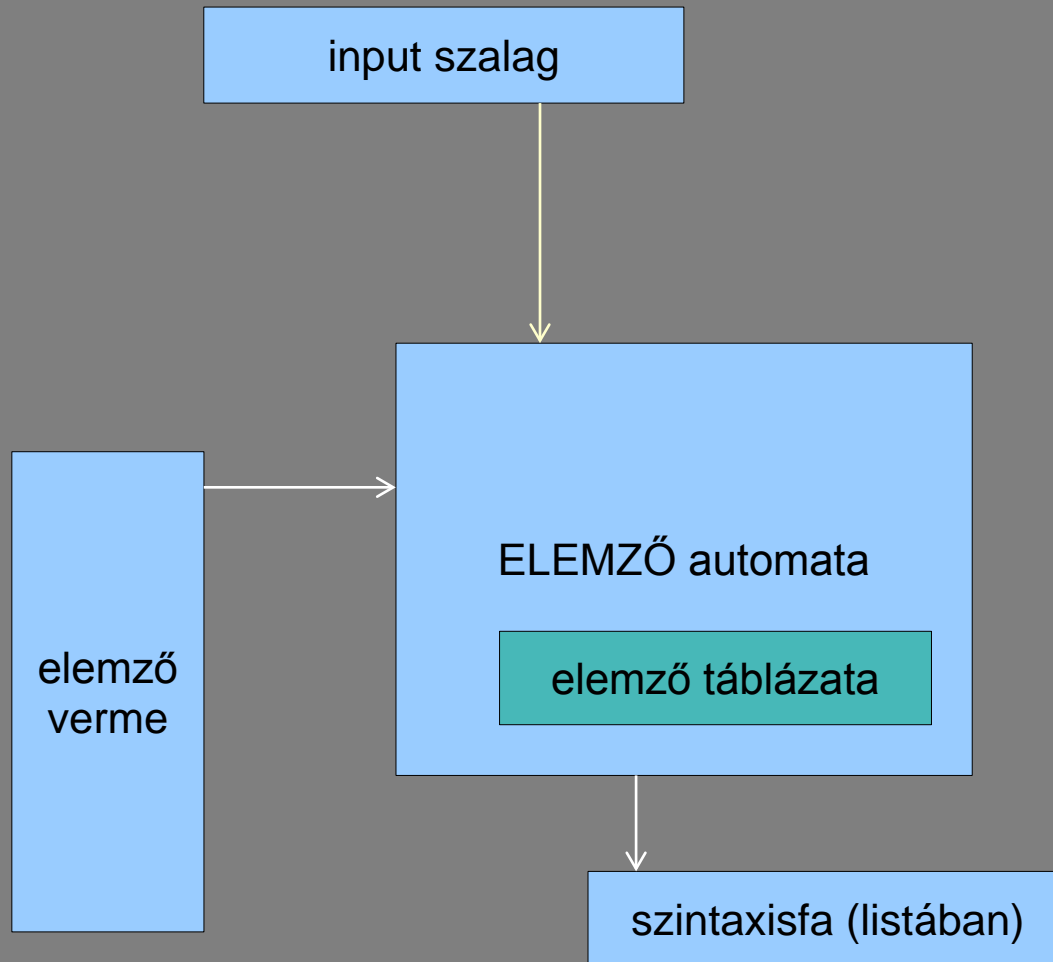 input szalag
ELEMZŐ automata
elemző táblázata
elemző
verme
szintaxisfa (listában)